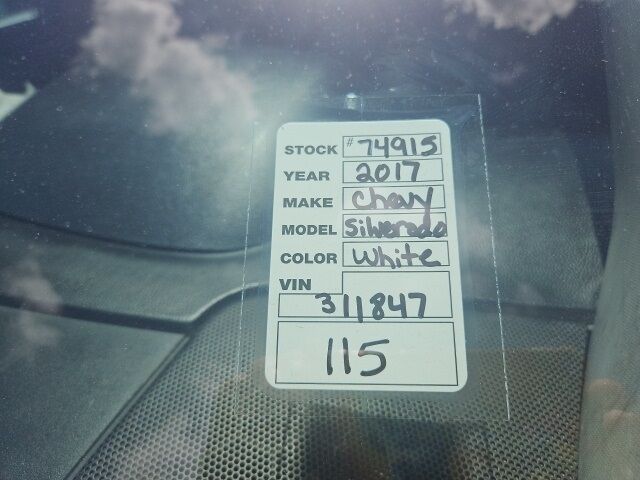 STOCK # 74915
YEAR 2017
MAKE Chevy
MODEL Silverado
COLOR White
VIN
311847
115